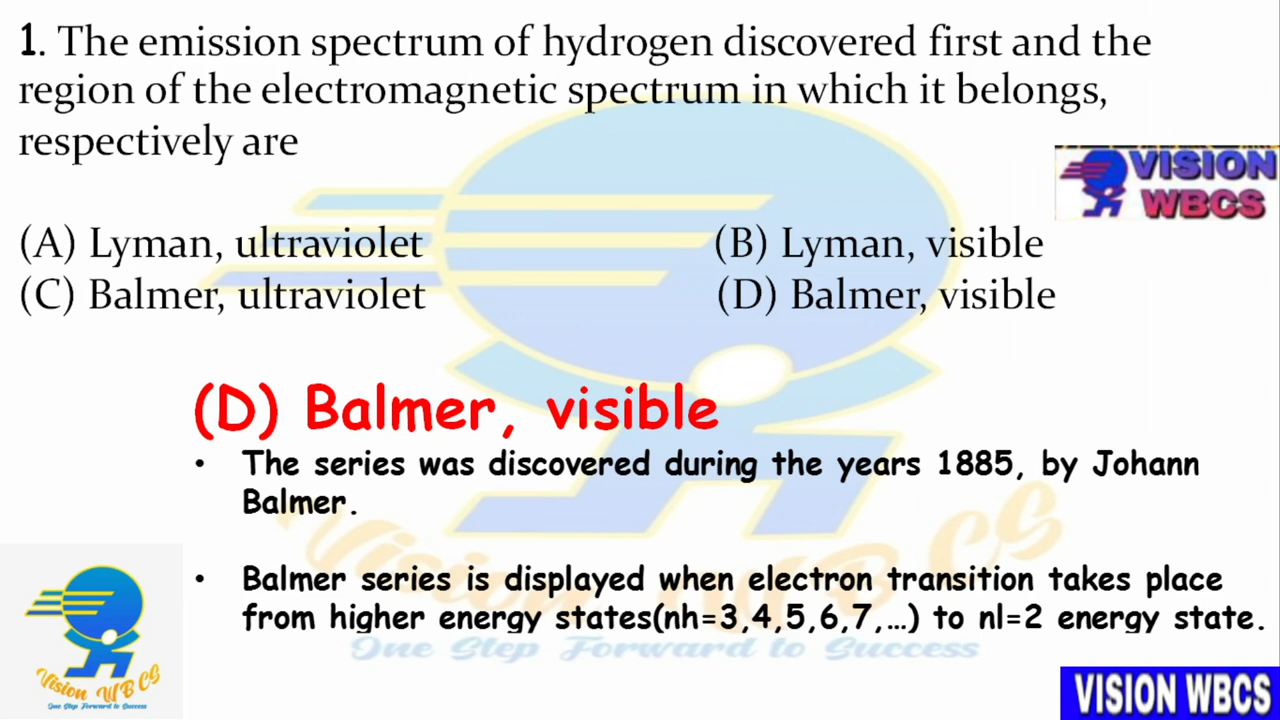 1. The emission spectrum of hydrogen discovered first and the
region of the electromagnetic spectrum in which it belongs,
respectively are
VISION
WBCS
(A) Lyman, ultraviolet (B) Lyman, visible
(C) Balmer, ultraviolet (D) Balmer, visible
(D) Balmer, visible
• The series was discovered during the years 1885, by Johann
Balmer.
• Balmer series is displayed when electron transition takes place
from higher energy states(nh=3,4,5,6,7,...) to nl=2 energy state.
Vision WBCS
One Step Forward to Success
Vision WBCS
One Step Forward to Success
VISION WBCS